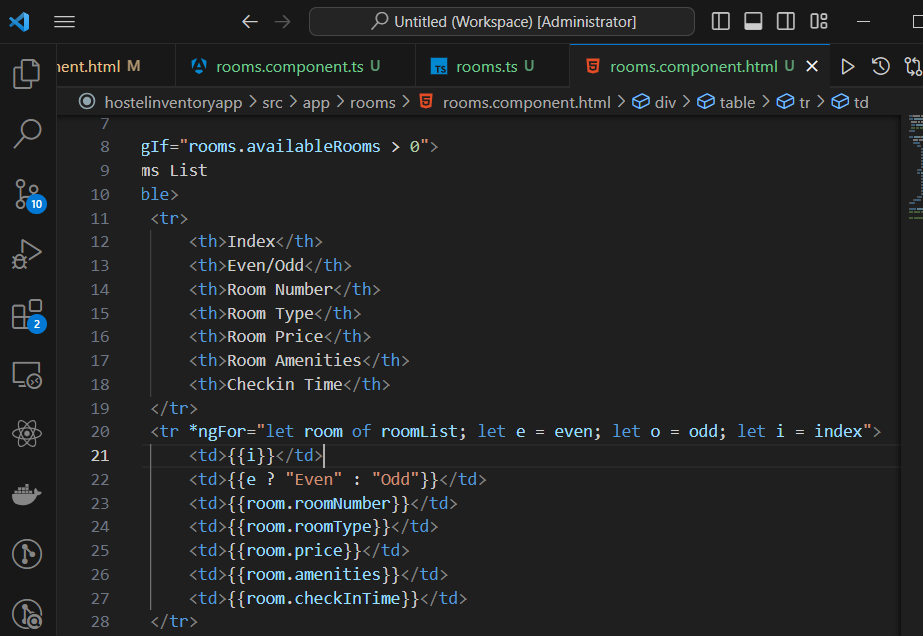 Untitled (Workspace) [Administrator]
nent.html M
rooms.component.ts U
TS rooms.ts U
rooms.component.html U
hostelinventoryapp > src > app > rooms > rooms.component.html > div > table > tr > td
7
8 gIf="rooms.availableRooms > 0">
9 ms List
10 ble>
11 <tr>
12 <th>Index</th>
13 <th>Even/Odd</th>
14 <th>Room Number</th>
15 <th>Room Type</th>
16 <th>Room Price</th>
17 <th>Room Amenities</th>
18 <th>Checkin Time</th>
19 </tr>
20 <tr *ngFor="let room of roomList; let e = even; let o = odd; let i = index">
21 <td>{{i}}</td>
22 <td>{{e ? "Even" : "Odd"}}</td>
23 <td>{{room.roomNumber}}</td>
24 <td>{{room.roomType}}</td>
25 <td>{{room.price}}</td>
26 <td>{{room.amenities}}</td>
27 <td>{{room.checkInTime}}</td>
28 </tr>
10
2